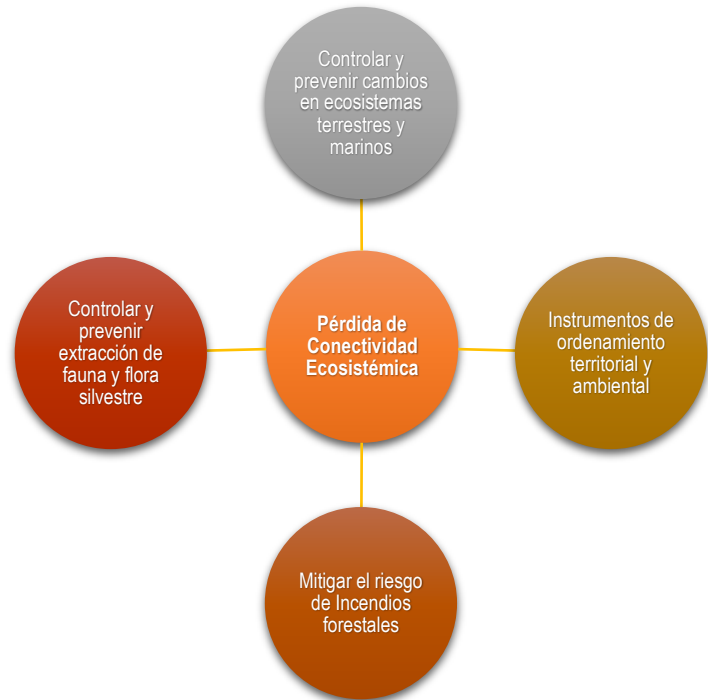 Controlar y
prevenir cambios
en ecosistemas
terrestres y
marinos
Controlar y
prevenir
extracción de
fauna y flora
silvestre
Pérdida de
Conectividad
Ecosistémica
Instrumentos de
ordenamiento
territorial y
ambiental
Mitigar el riesgo
de Incendios
forestales